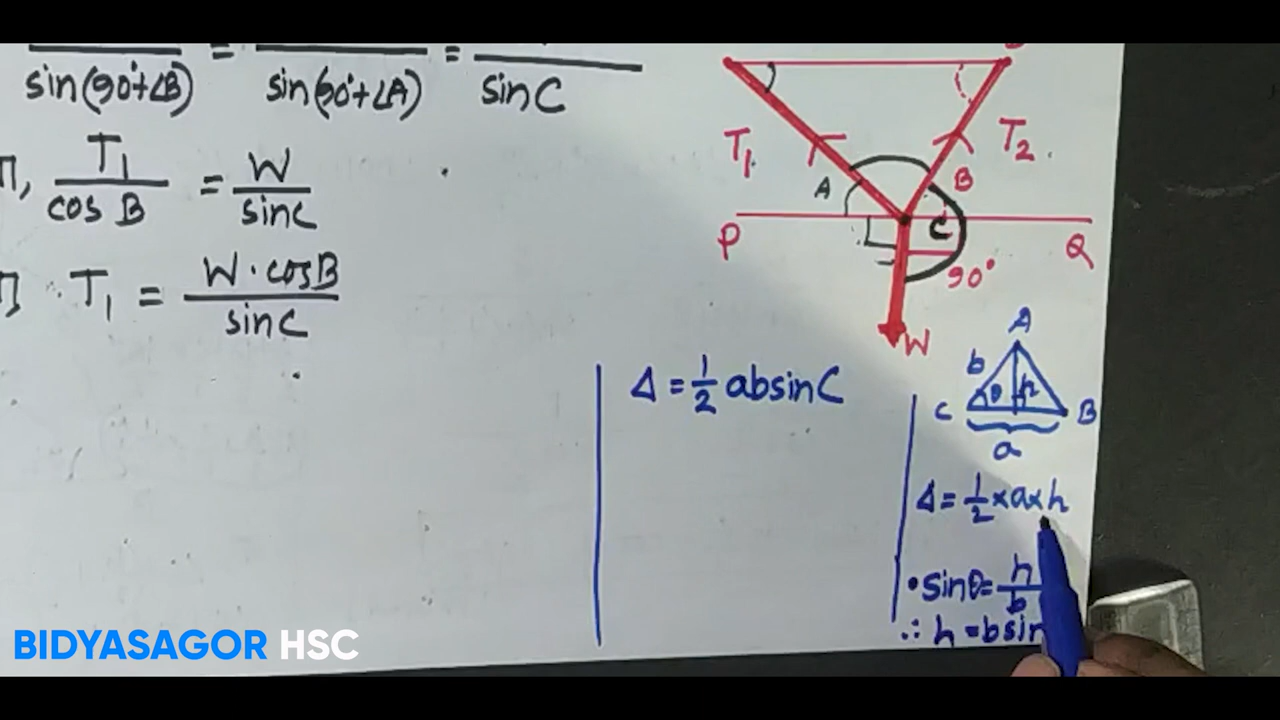 sin(90°+∠B) = sin(90°+∠A) = sinC
T₁/cos B = W/sinC
T₁ = W·cosB/sinC
T₁
T₂
A
B
C
P
Q
90°
W
Δ = 1/2 absinC
A
b
θ
h
C
B
a
Δ = 1/2 × a × h
• sinθ = h/b
∴ h = bsin
BIDYASAGOR HSC